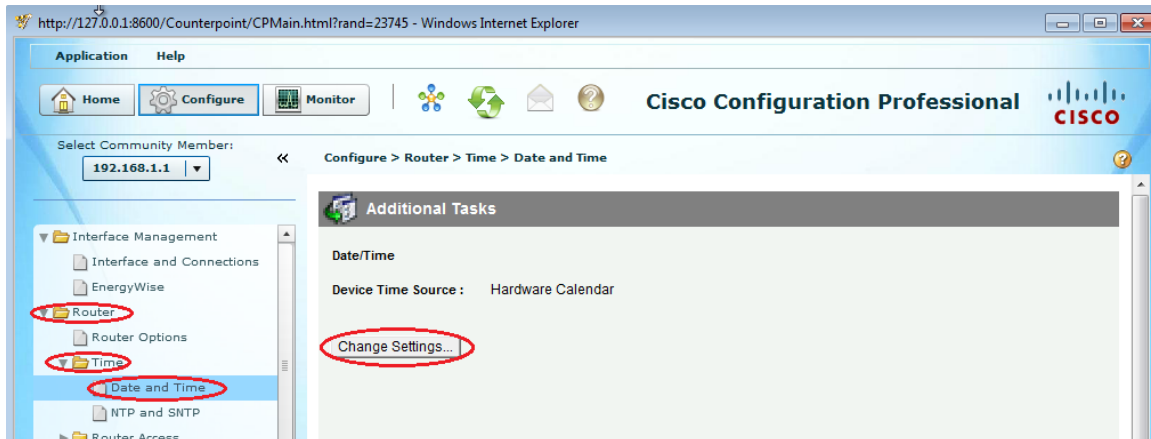 http://127.0.0.1:8600/Counterpoint/CPMain.html?rand=23745 - Windows Internet Explorer
Application Help
Home Configure Monitor Cisco Configuration Professional CISCO
Select Community Member:
192.168.1.1
Configure > Router > Time > Date and Time
Additional Tasks
Interface Management
Interface and Connections
EnergyWise
Router
Router Options
Time
Date and Time
NTP and SNTP
Router Access
Date/Time
Device Time Source : Hardware Calendar
Change Settings...